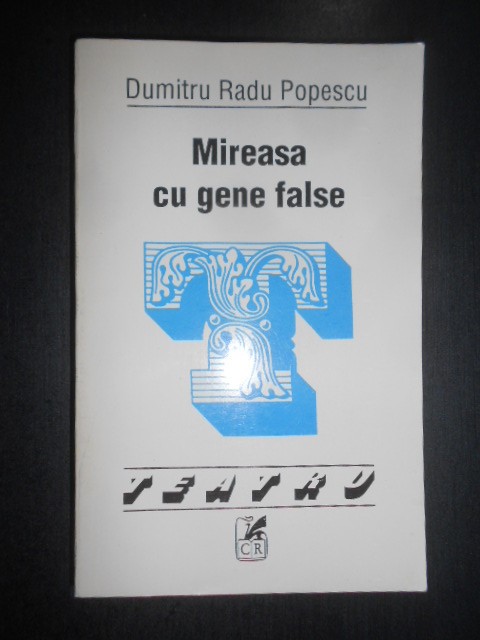 Dumitru Radu Popescu
Mireasa
cu gene false
T
TEATRU
CR